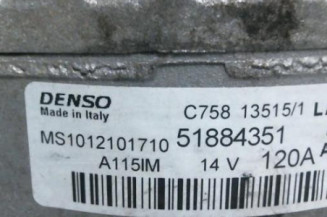 DENSO
Made in Italy
C758 13515/1
MS1012101710 51884351
A115IM 14 V 120A